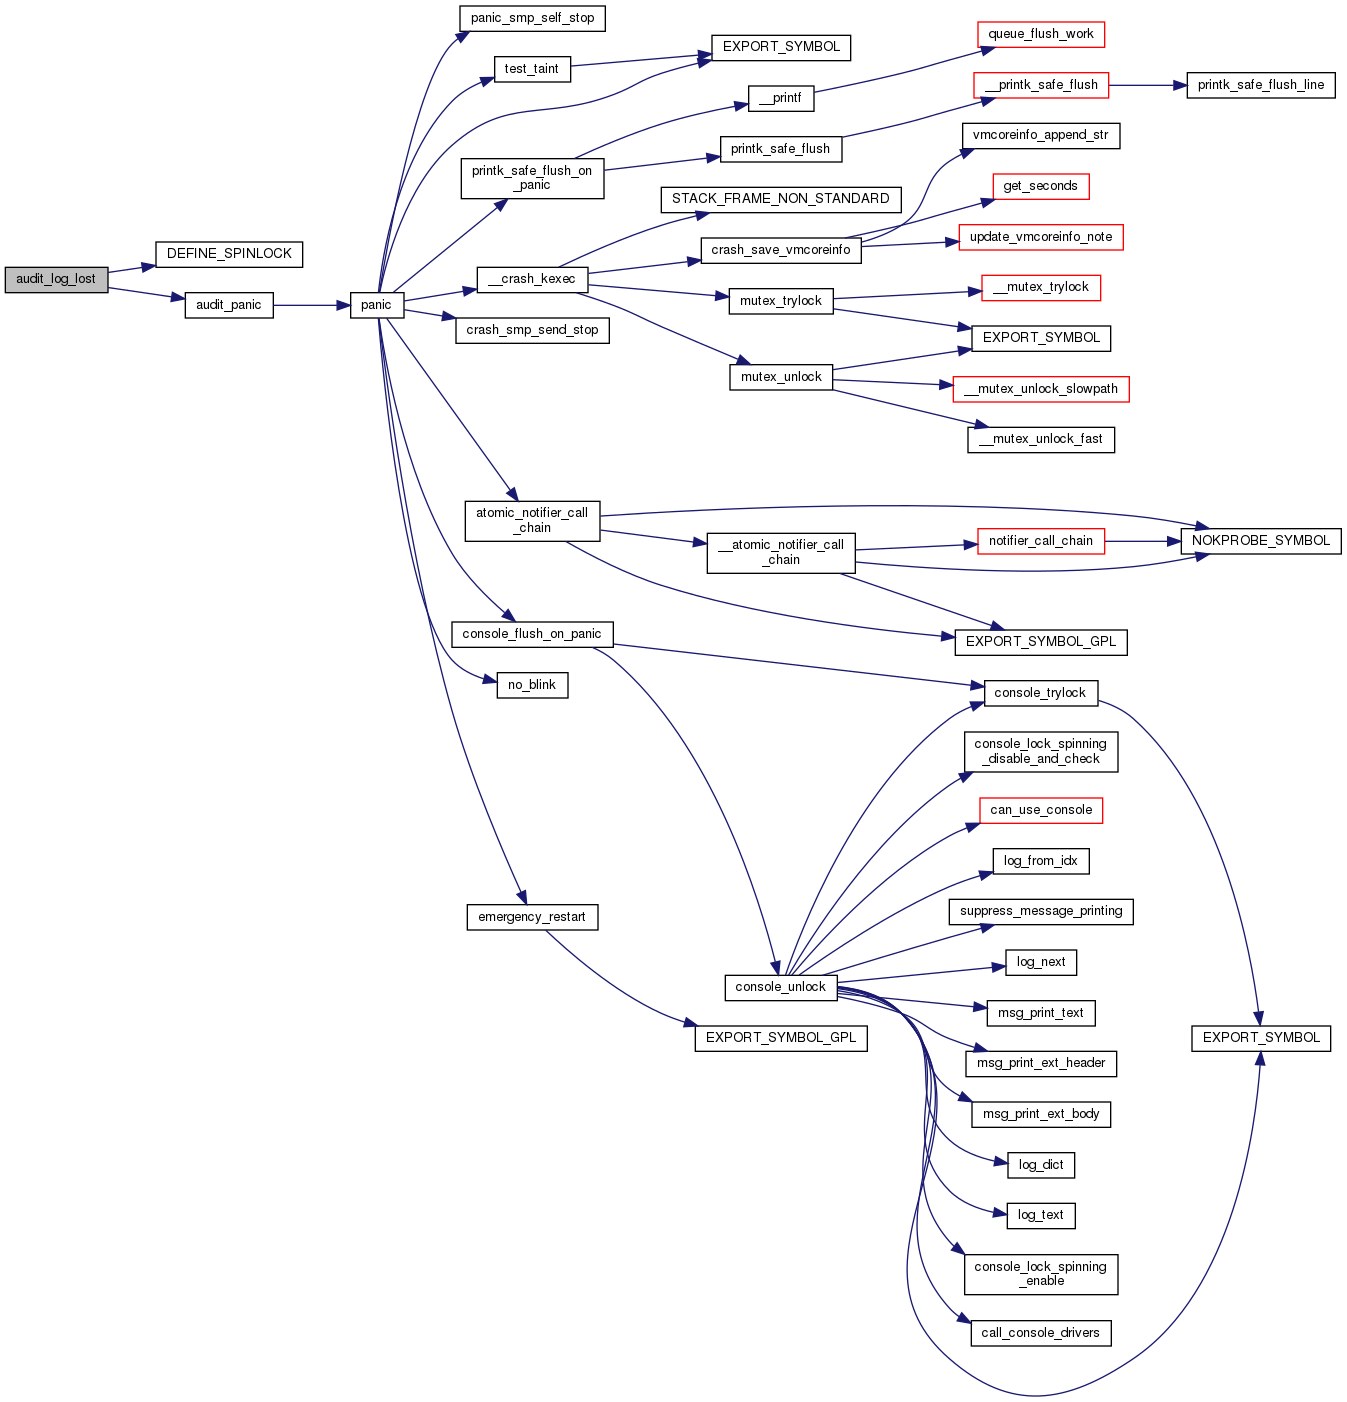 audit_log_lost
DEFINE_SPINLOCK
audit_panic
panic
panic_smp_self_stop
test_taint
EXPORT_SYMBOL
printk_safe_flush_on
_panic
__printf
queue_flush_work
printk_safe_flush
__printk_safe_flush
printk_safe_flush_line
__crash_kexec
STACK_FRAME_NON_STANDARD
crash_save_vmcoreinfo
vmcoreinfo_append_str
get_seconds
update_vmcoreinfo_note
mutex_trylock
__mutex_trylock
EXPORT_SYMBOL
mutex_unlock
__mutex_unlock_slowpath
__mutex_unlock_fast
crash_smp_send_stop
atomic_notifier_call
_chain
__atomic_notifier_call
_chain
notifier_call_chain
NOKPROBE_SYMBOL
EXPORT_SYMBOL_GPL
console_flush_on_panic
no_blink
emergency_restart
EXPORT_SYMBOL_GPL
console_unlock
console_trylock
console_lock_spinning
_disable_and_check
can_use_console
log_from_idx
suppress_message_printing
log_next
msg_print_text
msg_print_ext_header
msg_print_ext_body
log_dict
log_text
console_lock_spinning
_enable
call_console_drivers
EXPORT_SYMBOL